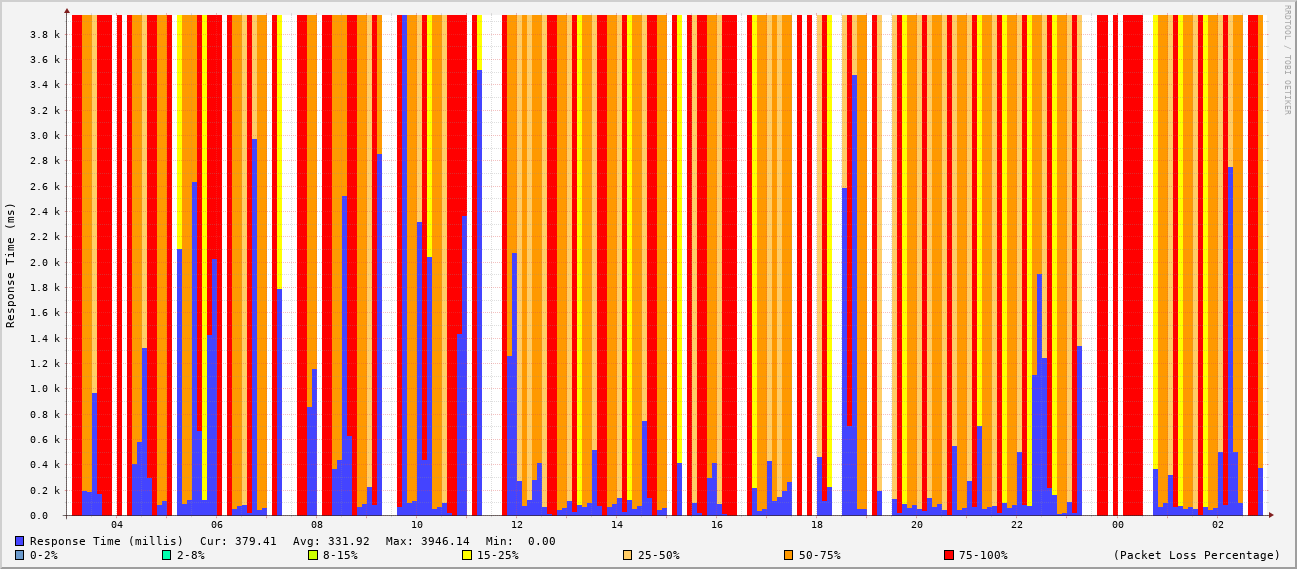 RRDTOOL / TOBI OETIKER
Response Time (ms)
3.8 k
3.6 k
3.4 k
3.2 k
3.0 k
2.8 k
2.6 k
2.4 k
2.2 k
2.0 k
1.8 k
1.6 k
1.4 k
1.2 k
1.0 k
0.8 k
0.6 k
0.4 k
0.2 k
0.0
04 06 08 10 12 14 16 18 20 22 00 02
Response Time (millis) Cur: 379.41 Avg: 331.92 Max: 3946.14 Min: 0.00
0-2% 2-8% 8-15% 15-25% 25-50% 50-75% 75-100% (Packet Loss Percentage)